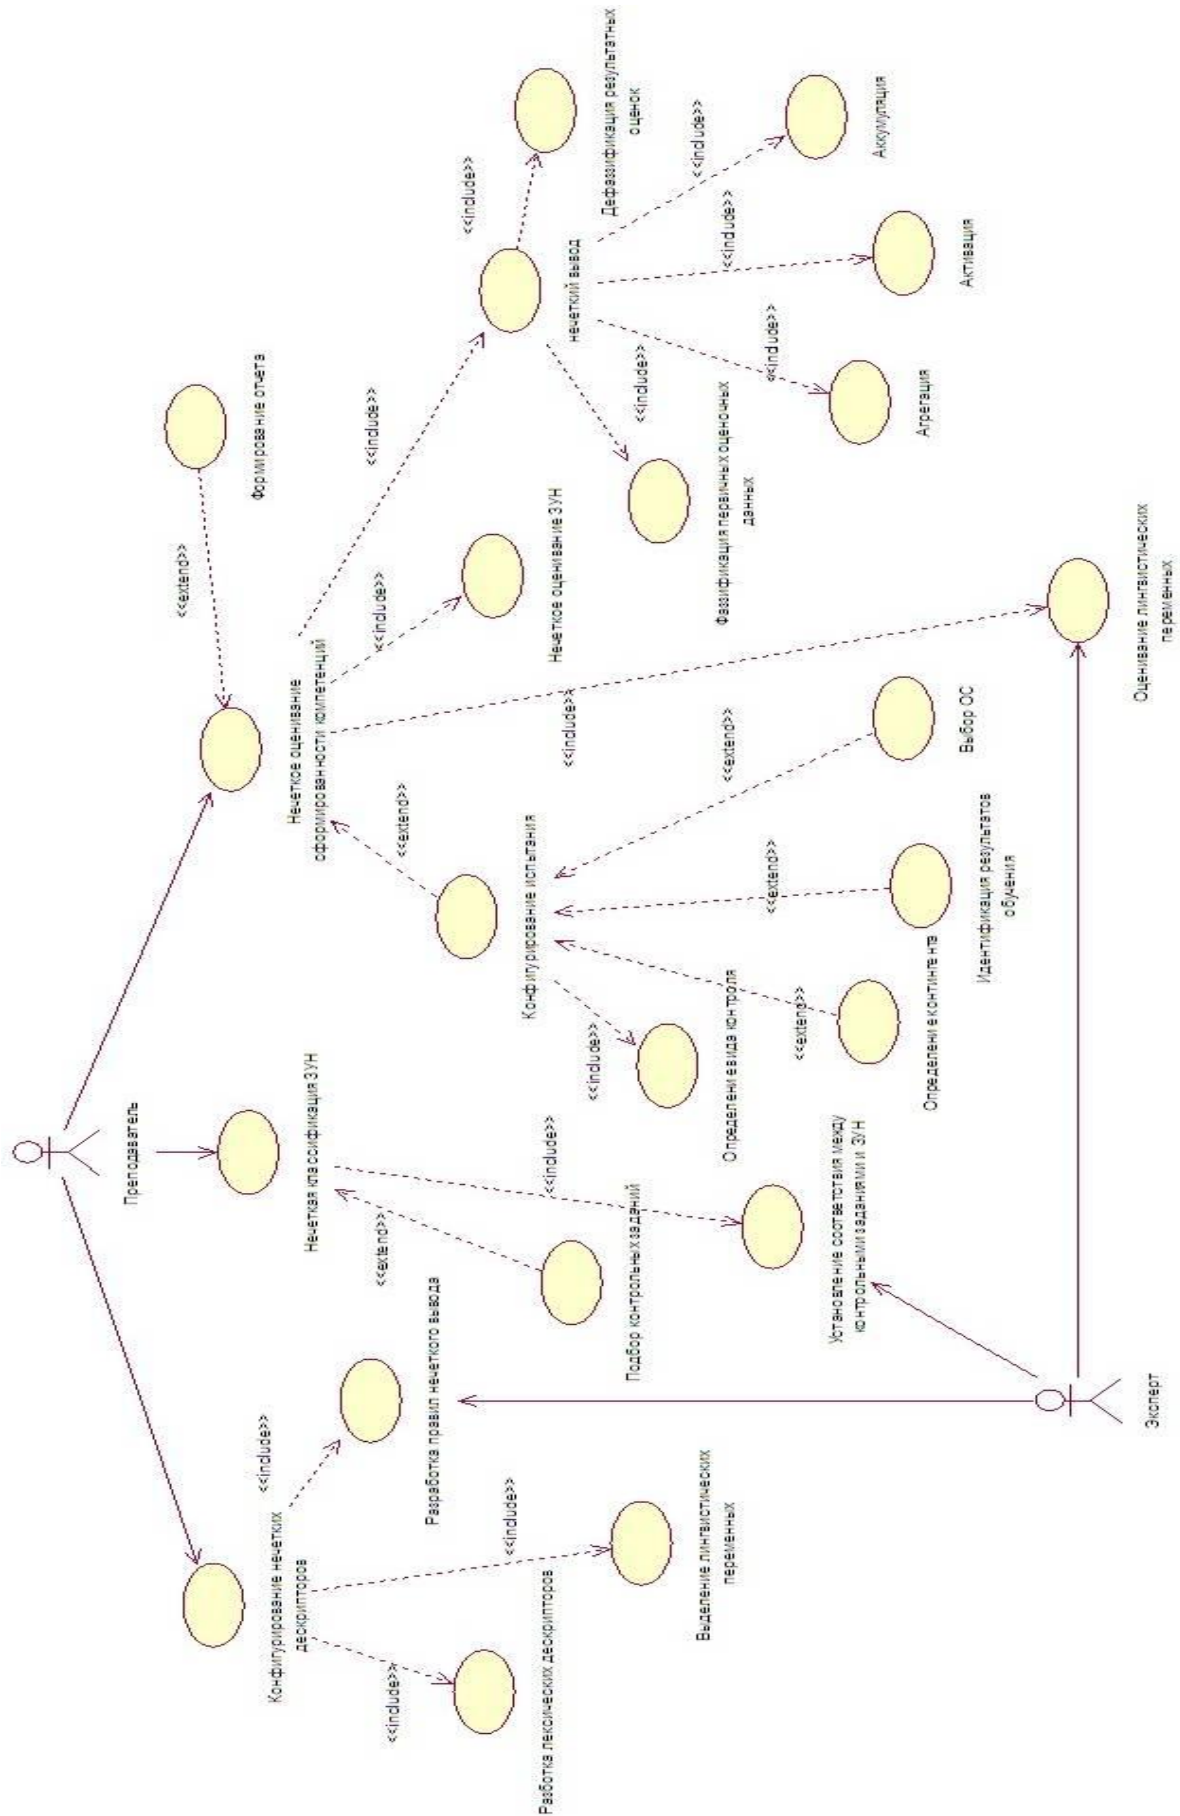 Преподаватель
Формирование отчета
<<extend>>
Нечеткое оценивание
сформированности компетенций
Нечеткая классификация ЗУН
Конфигурирование нечетких
дескрипторов
<<include>>
<<include>>
<<include>>
Разботка лексических дескрипторов
Разработка правил нечеткого вывода
Выделение лингвистических
переменных
<<extend>>
<<include>>
Подбор контрольных заданий
Установление соответствия между
контрольными заданиями и ЗУН
<<extend>>
Конфигурирование испытания
<<include>>
<<extend>>
<<extend>>
<<extend>>
Определение вида контроля
Определение контингента
Идентификация результатов
обучения
Выбор ОС
<<include>>
<<include>>
<<include>>
Нечеткое оценивание ЗУН
нечеткий вывод
<<include>>
Дефаззификация результатных
оценок
<<include>>
<<include>>
<<include>>
<<include>>
Фаззификация первичных оценочных
данных
Агрегация
Активация
Аккумуляция
Оценивание лингвистических
переменных
Эксперт